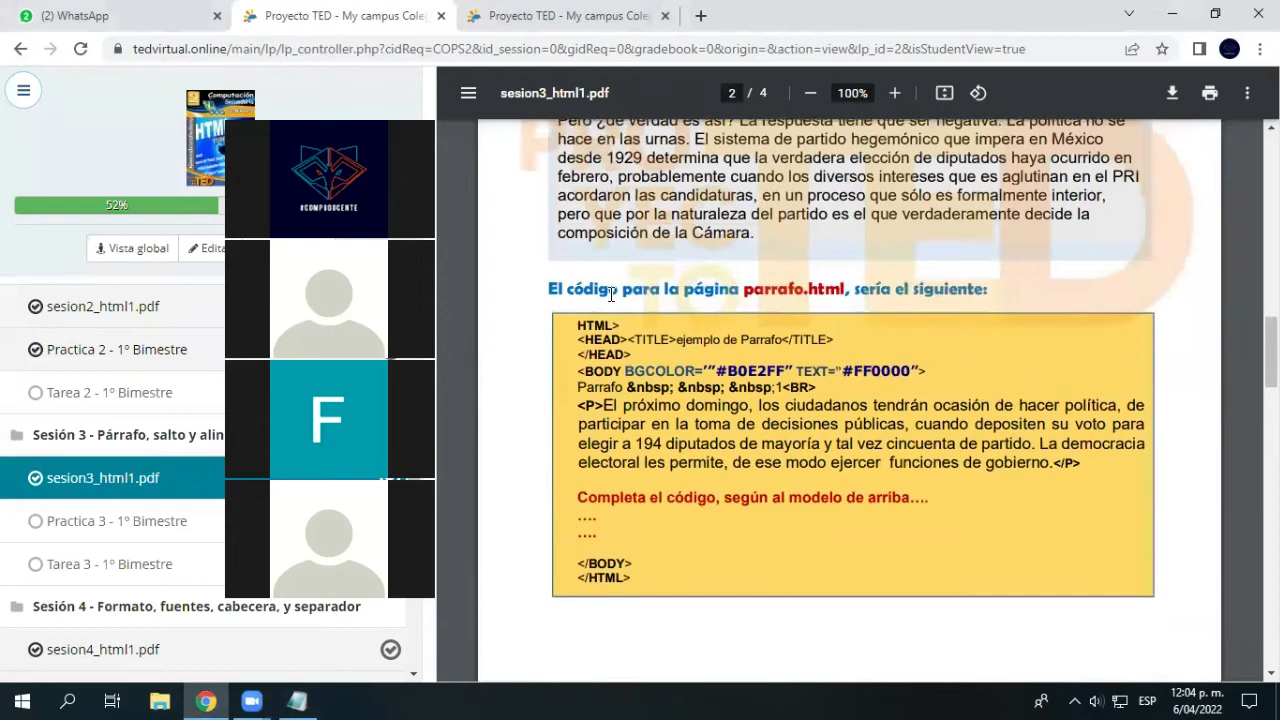 (2) WhatsApp
Proyecto TED - My campus Cole
Proyecto TED - My campus Cole
tedvirtual.online/main/lp/lp_controller.php?cidReq=COPS2&id_session=0&gidReq=0&gradebook=0&origin=&action=view&lp_id=2&isStudentView=true
Computación
Secundaria
HTML
TED
52%
Vista global
Edita
sesion2_html1.pdf
Practica 2 - 1º Bimestre
Tarea 2 - 1º Bimestre
Sesión 3 - Párrafo, salto y alin
sesion3_html1.pdf
Practica 3 - 1º Bimestre
Tarea 3 - 1º Bimestre
Sesión 4 - Formato, fuentes, cabecera, y separador
sesion4_html1.pdf
#COMPUDUCENTE
F
sesion3_html1.pdf
2 / 4
100%
Pero ¿de verdad es así? La respuesta tiene que ser negativa. La política no se
hace en las urnas. El sistema de partido hegemónico que impera en México
desde 1929 determina que la verdadera elección de diputados haya ocurrido en
febrero, probablemente cuando los diversos intereses que es aglutinan en el PRI
acordaron las candidaturas, en un proceso que sólo es formalmente interior,
pero que por la naturaleza del partido es el que verdaderamente decide la
composición de la Cámara.
El código para la página parrafo.html, sería el siguiente:
HTML>
<HEAD><TITLE>ejemplo de Parrafo</TITLE>
</HEAD>
<BODY BGCOLOR='"#B0E2FF" TEXT="#FF0000">
Parrafo &nbsp; &nbsp; &nbsp;1<BR>
<P>El próximo domingo, los ciudadanos tendrán ocasión de hacer política, de
participar en la toma de decisiones públicas, cuando depositen su voto para
elegir a 194 diputados de mayoría y tal vez cincuenta de partido. La democracia
electoral les permite, de ese modo ejercer funciones de gobierno.</P>
Completa el código, según al modelo de arriba….
….
….
</BODY>
</HTML>
ESP
12:04 p. m.
6/04/2022